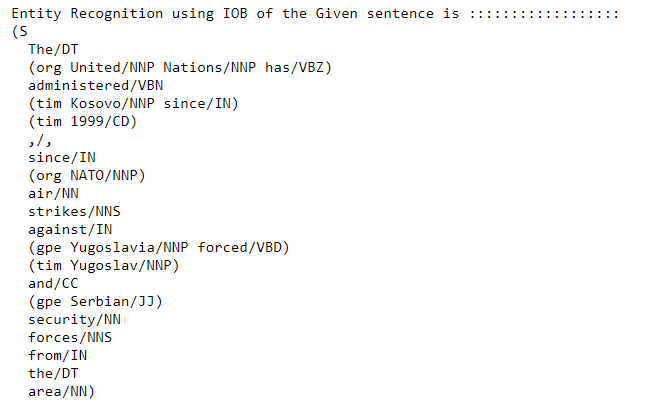 Entity Recognition using IOB of the Given sentence is :::::::::::::::::::
(S
  The/DT
  (org United/NNP Nations/NNP has/VBZ)
  administered/VBN
  (tim Kosovo/NNP since/IN)
  (tim 1999/CD)
  ,/,
  since/IN
  (org NATO/NNP)
  air/NN
  strikes/NNS
  against/IN
  (gpe Yugoslavia/NNP forced/VBD)
  (tim Yugoslav/NNP)
  and/CC
  (gpe Serbian/JJ)
  security/NN
  forces/NNS
  from/IN
  the/DT
  area/NN)